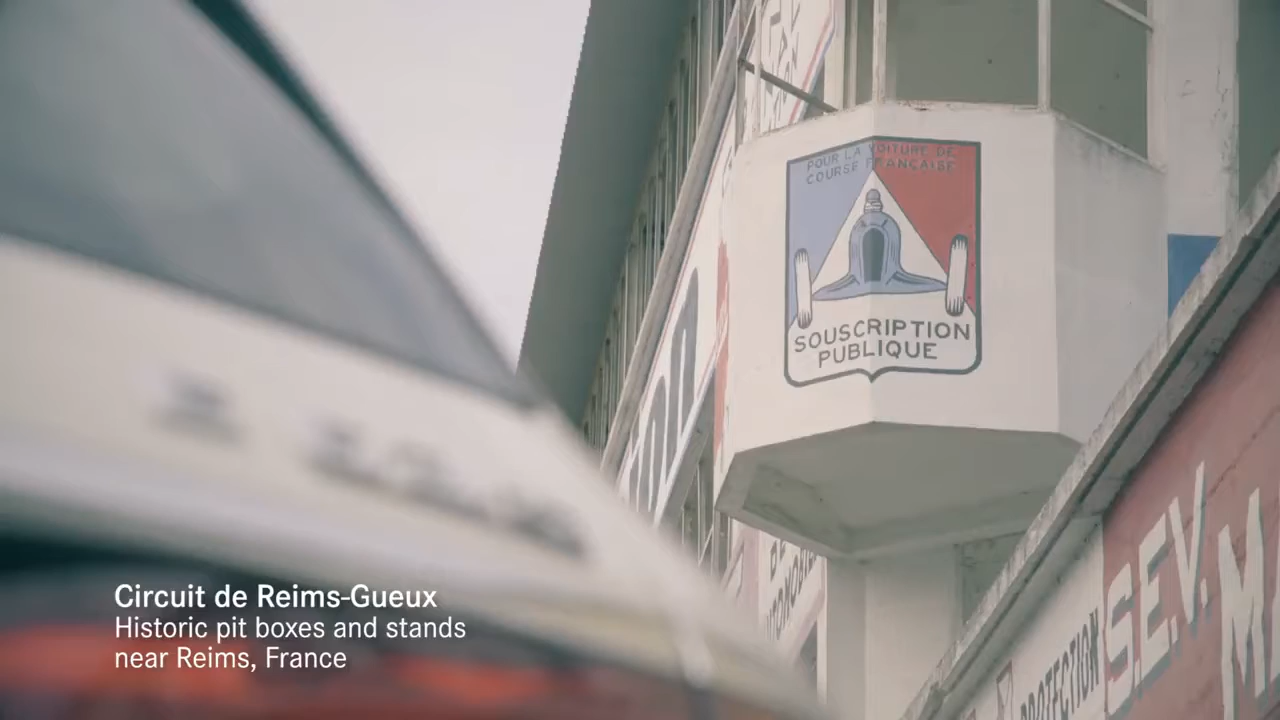 POUR LA VOITURE DE
COURSE FRANÇAISE
SOUSCRIPTION
PUBLIQUE
PROTECTION
S.E.V.
Circuit de Reims-Gueux
Historic pit boxes and stands
near Reims, France